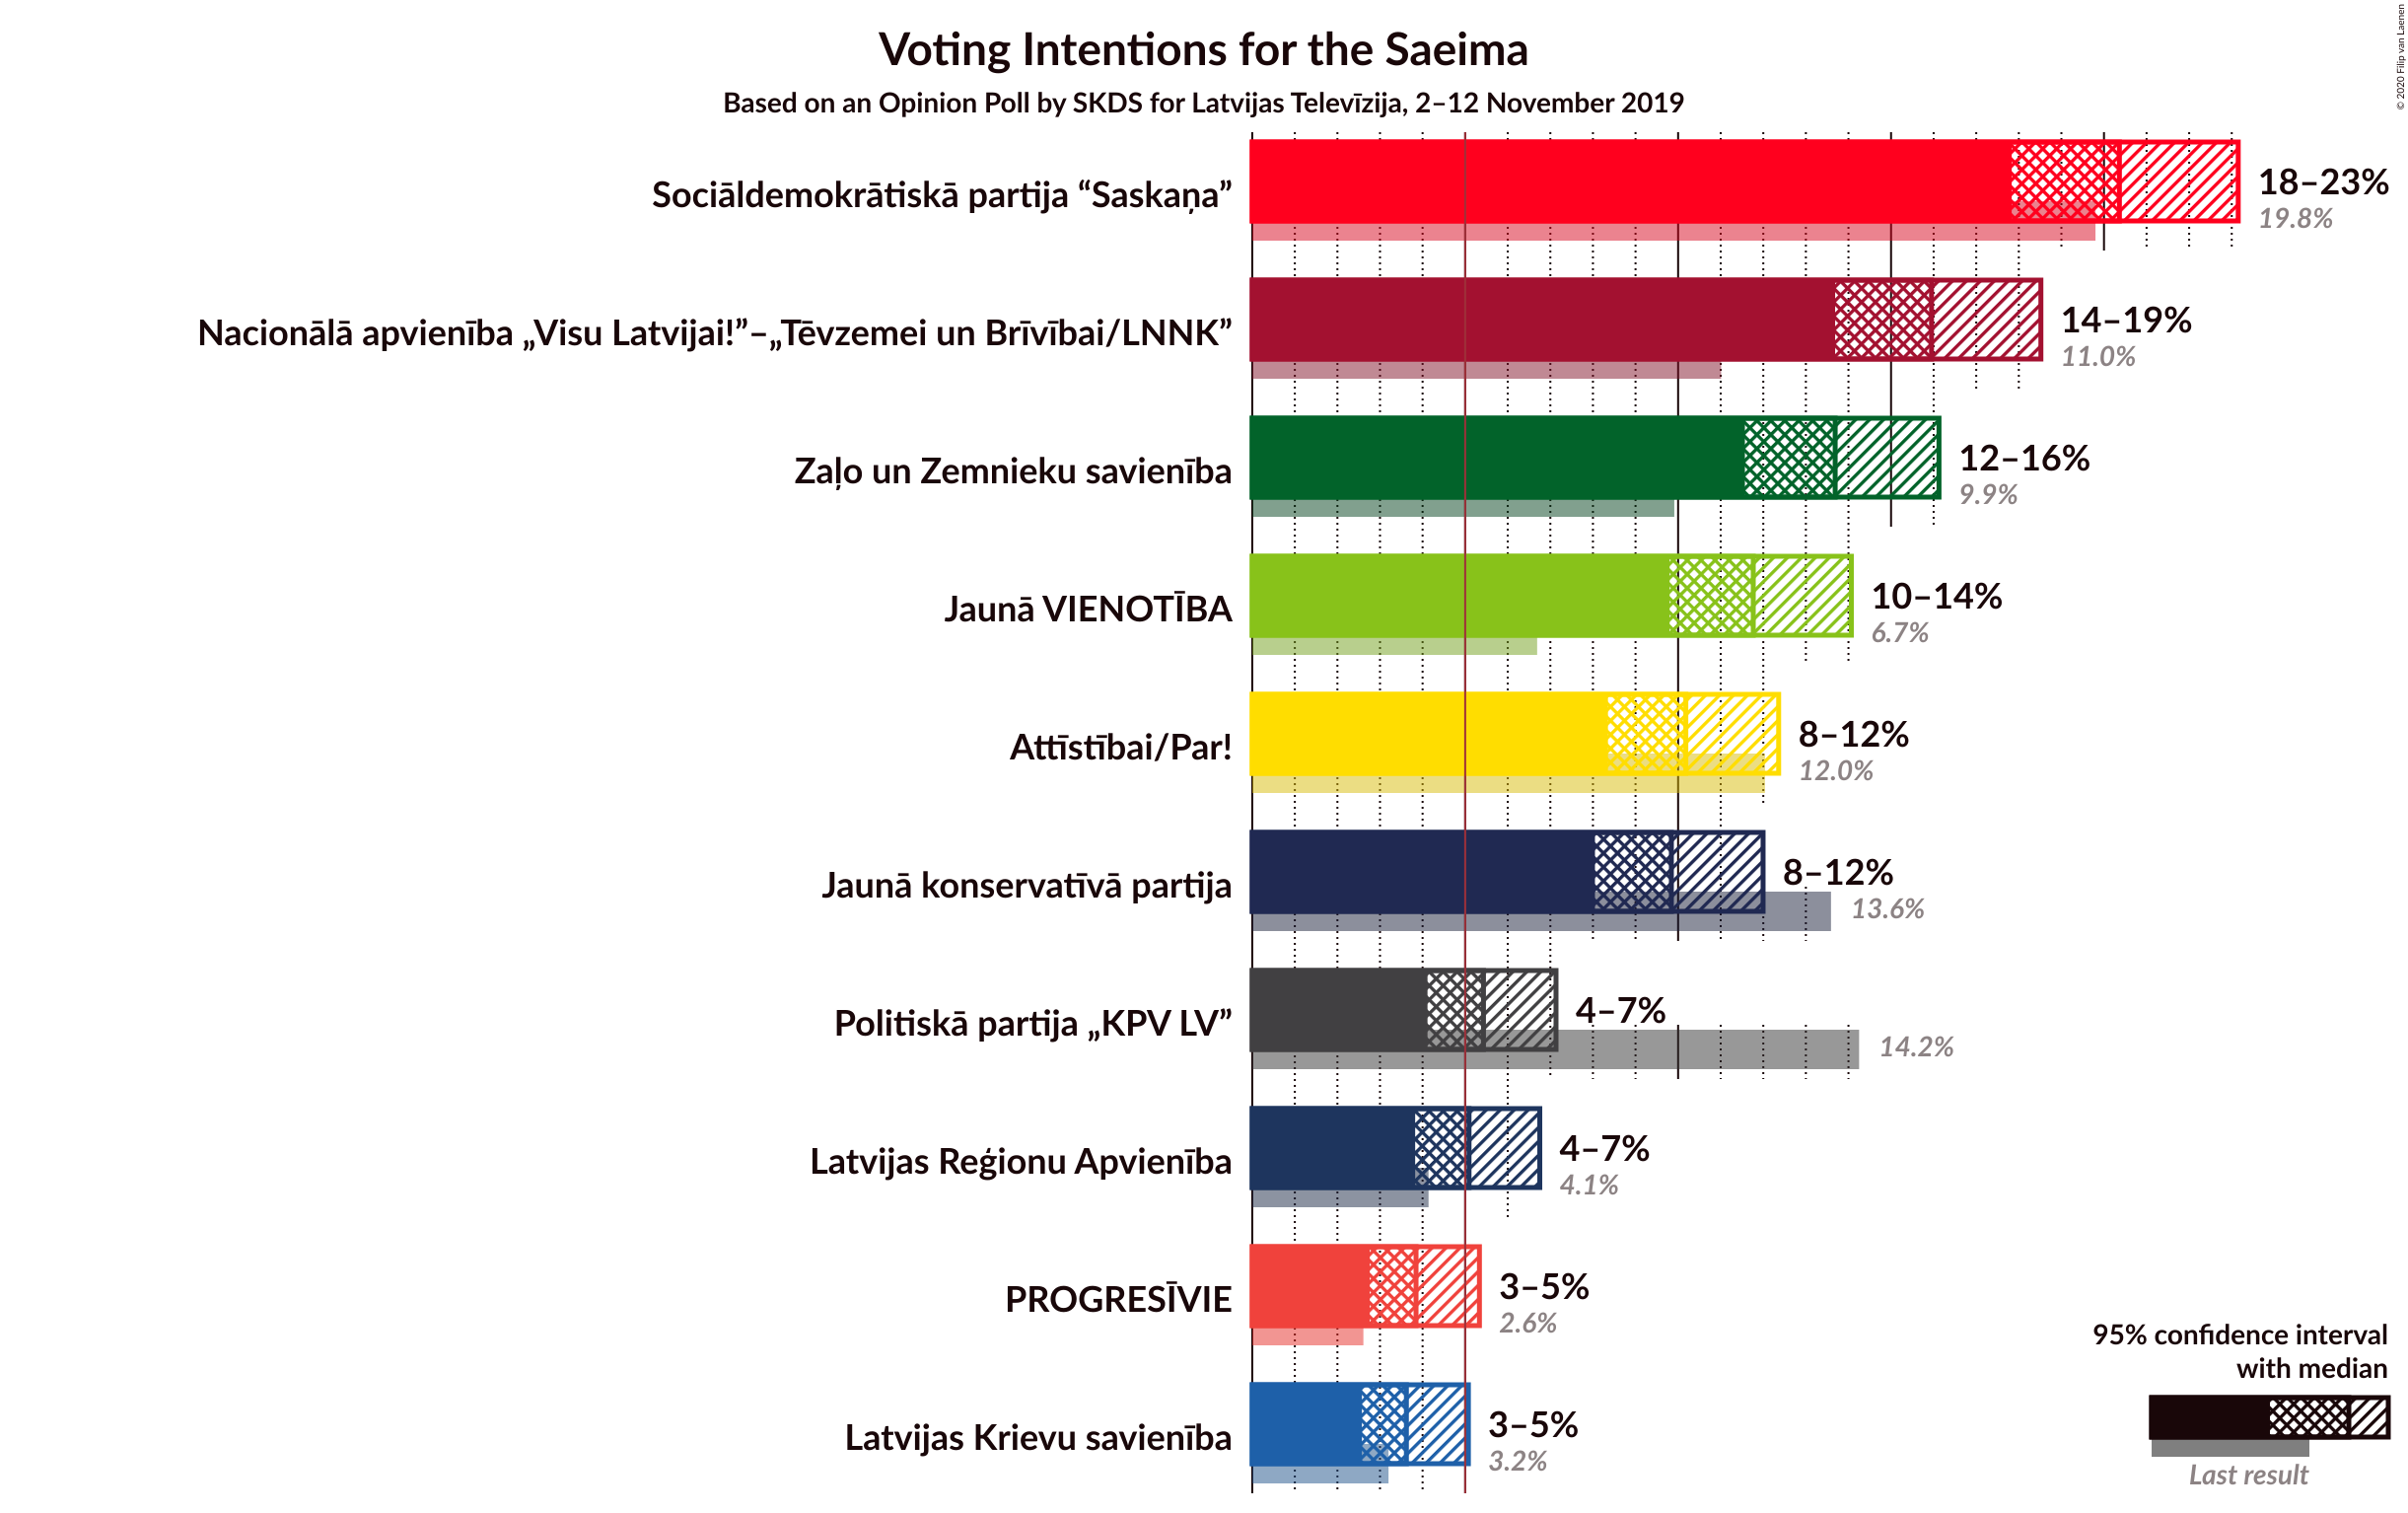 Voting Intentions for the Saeima
Based on an Opinion Poll by SKDS for Latvijas Televīzija, 2–12 November 2019
© 2020 Filip van Laenen
Sociāldemokrātiskā partija “Saskaņa”
18–23%
19.8%
Nacionālā apvienība „Visu Latvijai!”–„Tēvzemei un Brīvībai/LNNK”
14–19%
11.0%
Zaļo un Zemnieku savienība
12–16%
9.9%
Jaunā VIENOTĪBA
10–14%
6.7%
Attīstībai/Par!
8–12%
12.0%
Jaunā konservatīvā partija
8–12%
13.6%
Politiskā partija „KPV LV”
4–7%
14.2%
Latvijas Reģionu Apvienība
4–7%
4.1%
PROGRESĪVIE
3–5%
2.6%
Latvijas Krievu savienība
3–5%
3.2%
95% confidence interval
with median
Last result